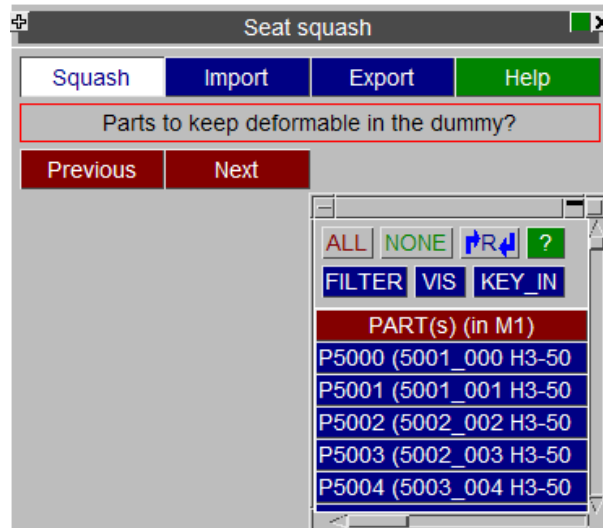 Seat squash
Squash Import Export Help
Parts to keep deformable in the dummy?
Previous Next
ALL NONE R ?
FILTER VIS KEY_IN
PART(s) (in M1)
P5000 (5001_000 H3-50
P5001 (5001_001 H3-50
P5002 (5002_002 H3-50
P5003 (5002_003 H3-50
P5004 (5003_004 H3-50